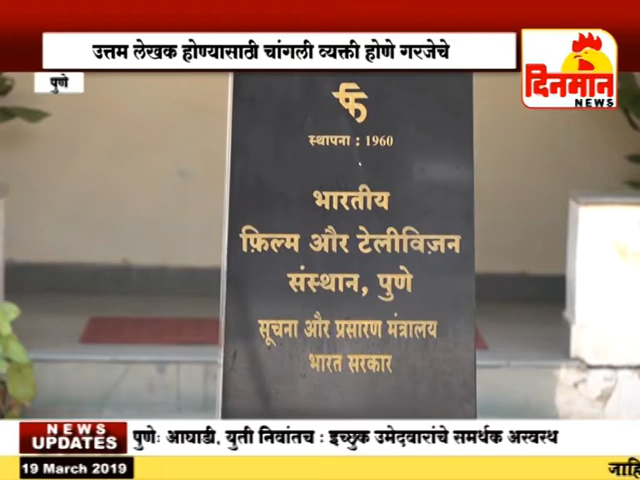 उत्तम लेखक होण्यासाठी चांगली व्यक्ती होणे गरजेचे
पुणे
दिनमान
NEWS
स्थापना : 1960
भारतीय
फ़िल्म और टेलीविज़न
संस्थान, पुणे
सूचना और प्रसारण मंत्रालय
भारत सरकार
NEWS
UPDATES
पुणेः आघाडी, युती निवांतच : इच्छुक उमेदवारांचे समर्थक अस्वस्थ
19 March 2019
जाहि